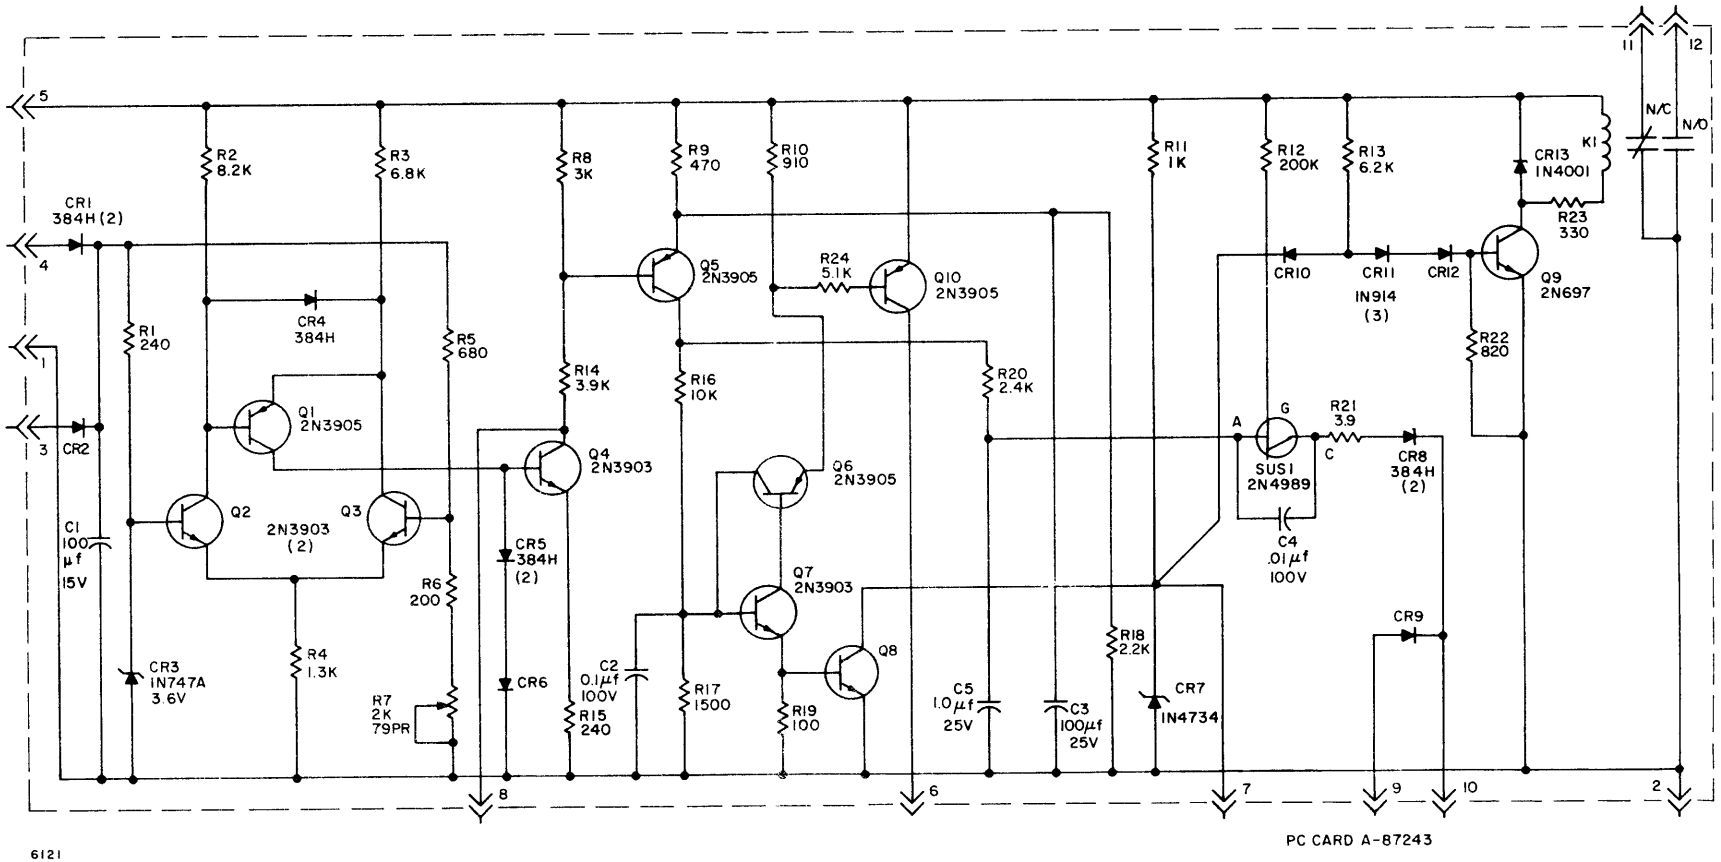 11
12
5
N/C
N/O
K1
R2
8.2K
R3
6.8K
R8
3K
R9
470
R10
910
R11
1K
R12
200K
R13
6.2K
CR13
1N4001
R23
330
CR1
384H (2)
4
CR4
384H
R1
240
R5
680
Q5
2N3905
R24
5.1K
Q10
2N3905
CR10
CR11
CR12
1N914
(3)
Q9
2N697
R22
820
1
R14
3.9K
R16
10K
R20
2.4K
Q1
2N3905
3
CR2
Q4
2N3903
Q6
2N3905
A
G
C
R21
3.9
SUS1
2N4989
CR8
384H
(2)
Q2
Q3
2N3903
(2)
C1
100
µf
15V
CR5
384H
(2)
C4
.01µf
100V
R6
200
Q7
2N3903
Q8
R4
1.3K
CR3
1N747A
3.6V
R7
2K
79PR
CR6
R15
240
C2
0.1µf
100V
R17
1500
R19
100
C5
1.0µf
25V
C3
100µf
25V
R18
2.2K
CR7
1N4734
CR9
8
6
7
9
10
2
PC CARD A-87243
6121